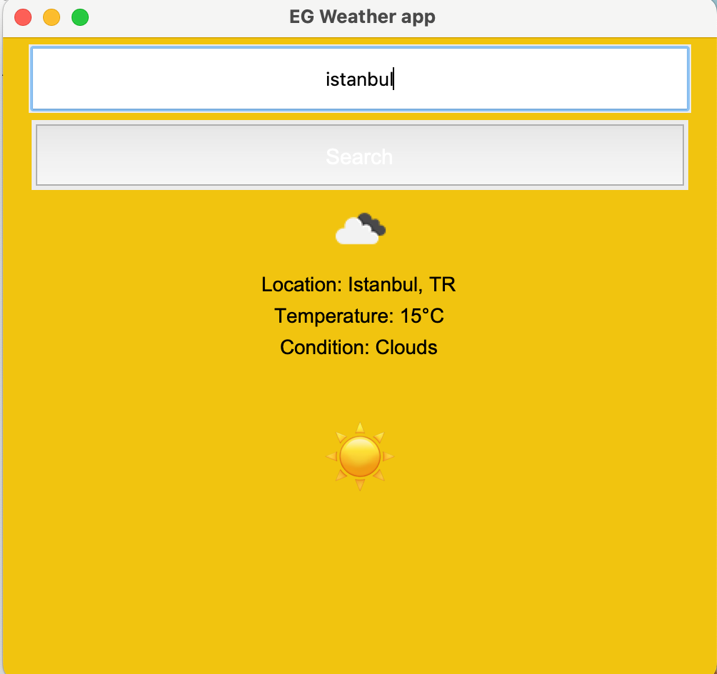 EG Weather app
istanbul
Search
Location: Istanbul, TR
Temperature: 15°C
Condition: Clouds